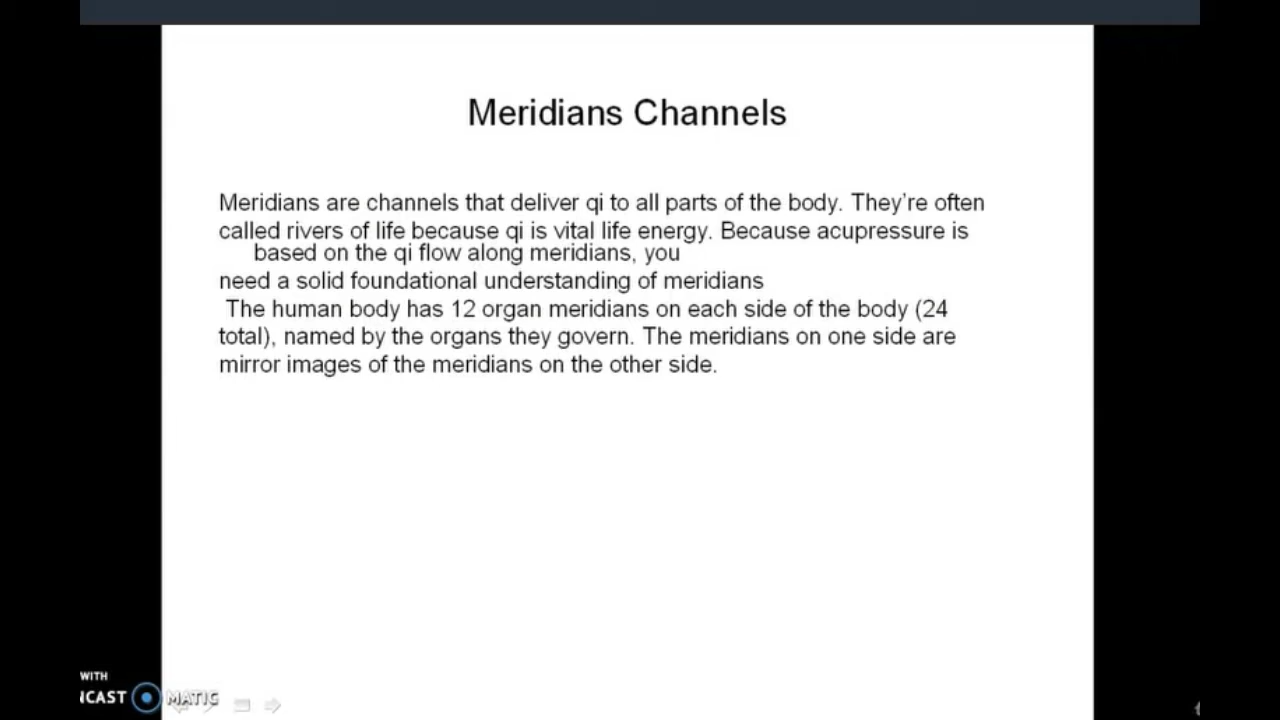 Meridians Channels
Meridians are channels that deliver qi to all parts of the body. They’re often
called rivers of life because qi is vital life energy. Because acupressure is
based on the qi flow along meridians, you
need a solid foundational understanding of meridians
The human body has 12 organ meridians on each side of the body (24
total), named by the organs they govern. The meridians on one side are
mirror images of the meridians on the other side.
WITH
CAST MATIC